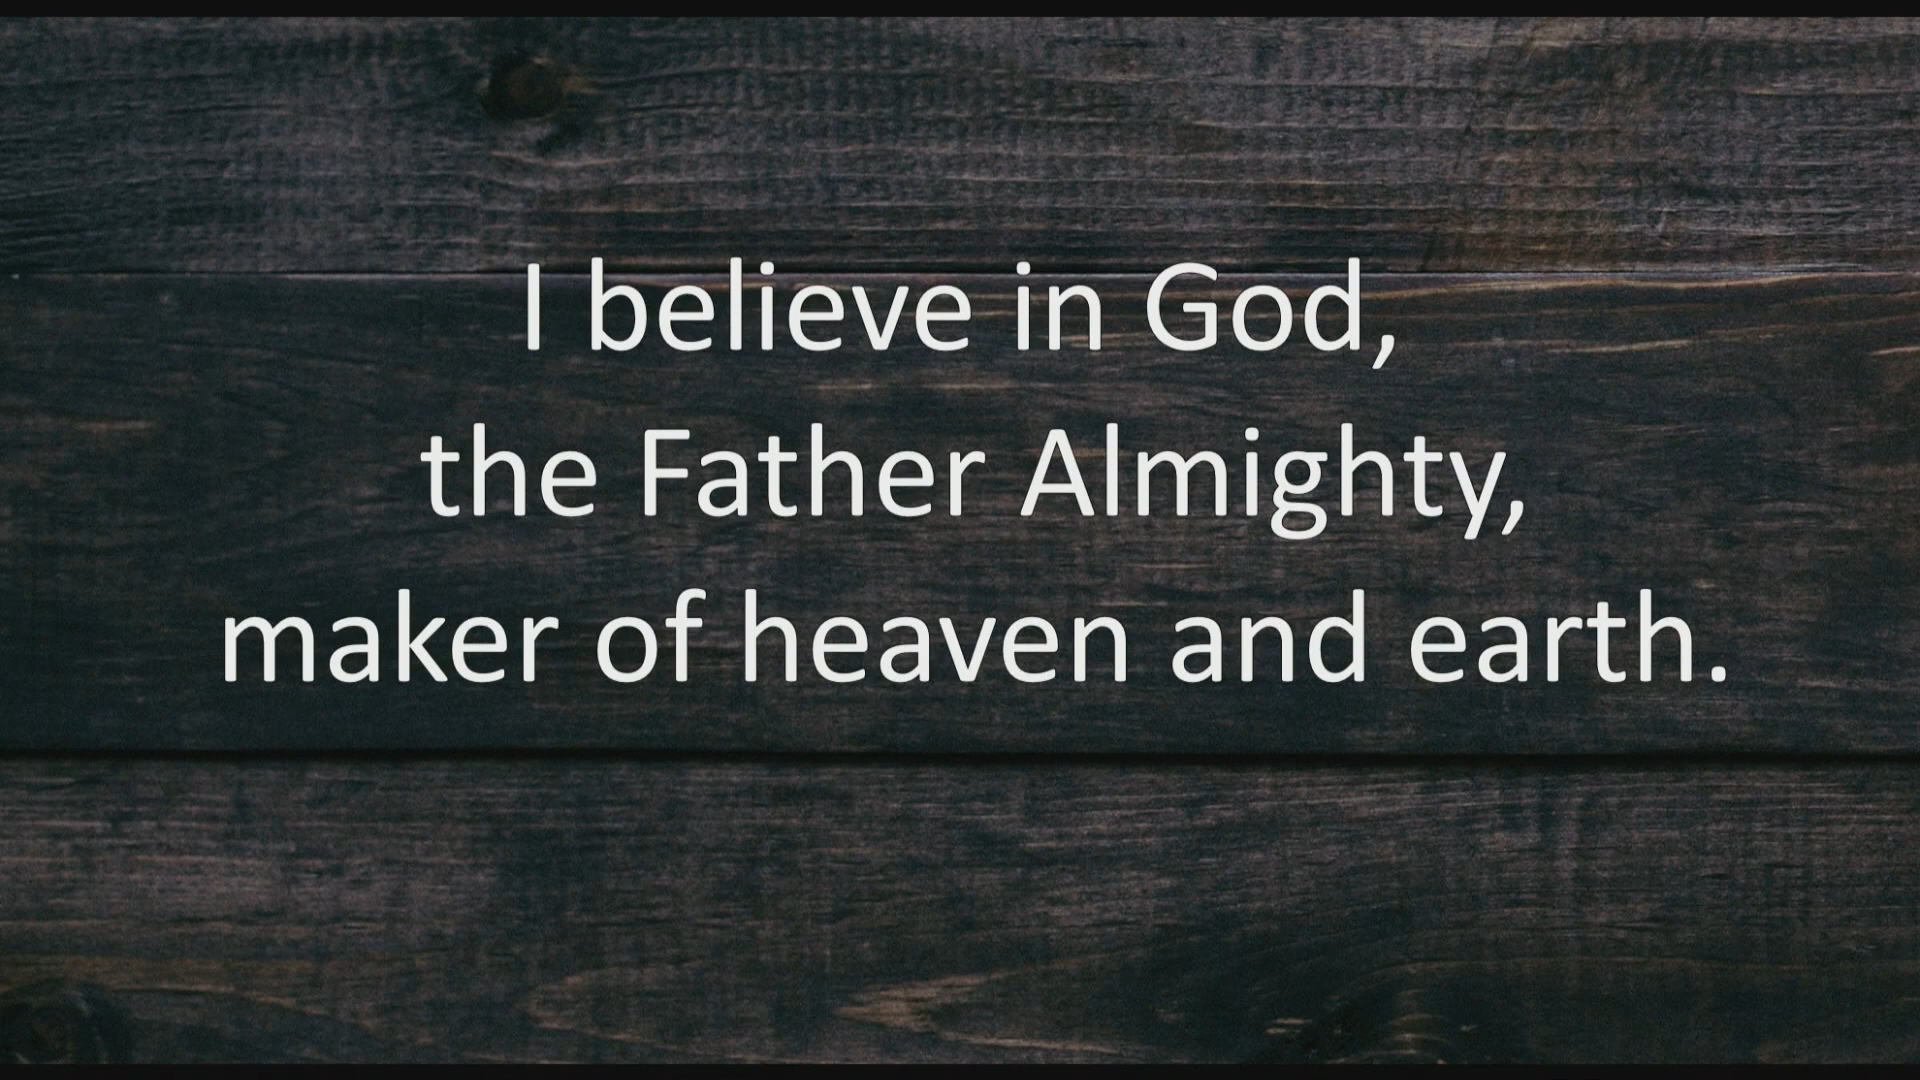 I believe in God,
the Father Almighty,
maker of heaven and earth.